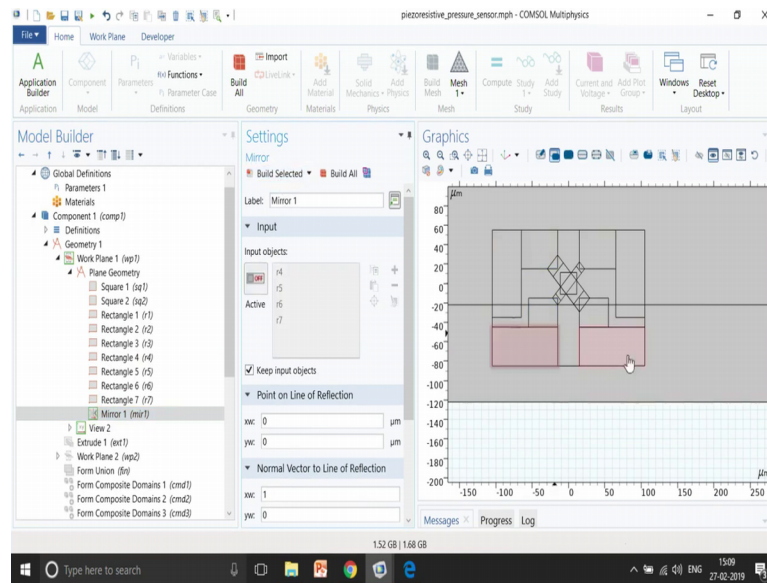 piezoresistive_pressure_sensor.mph - COMSOL Multiphysics
File Home Work Plane Developer
Application Builder
Component
Parameters
Variables
f(x) Functions
Parameter Case
Build All
Import
LiveLink
Add Material
Solid Mechanics
Add Physics
Build Mesh
Mesh 1
Compute
Study 1
Add Study
Current and Voltage
Add Plot Group
Windows
Reset Desktop
Application Model Definitions Geometry Materials Physics Mesh Study Results Layout
Model Builder
Global Definitions
Parameters 1
Materials
Component 1 (comp1)
Definitions
Geometry 1
Work Plane 1 (wp1)
Plane Geometry
Square 1 (sq1)
Square 2 (sq2)
Rectangle 1 (r1)
Rectangle 2 (r2)
Rectangle 3 (r3)
Rectangle 4 (r4)
Rectangle 5 (r5)
Rectangle 6 (r6)
Rectangle 7 (r7)
Mirror 1 (mir1)
View 2
Extrude 1 (ext1)
Work Plane 2 (wp2)
Form Union (fin)
Form Composite Domains 1 (cmd1)
Form Composite Domains 2 (cmd2)
Form Composite Domains 3 (cmd3)
Settings
Mirror
Build Selected Build All
Label: Mirror 1
Input
Input objects:
OFF
Active
r4
r5
r6
r7
Keep input objects
Point on Line of Reflection
xw: 0 μm
yw: 0 μm
Normal Vector to Line of Reflection
xw: 1
yw: 0
Graphics
μm
80
60
40
20
0
-20
-40
-60
-80
-100
-120
-140
-160
-180
-200
-150 -100 -50 0 50 100 150 200 250
Messages Progress Log
1.52 GB | 1.68 GB
Type here to search
ENG
15:09
27-02-2019